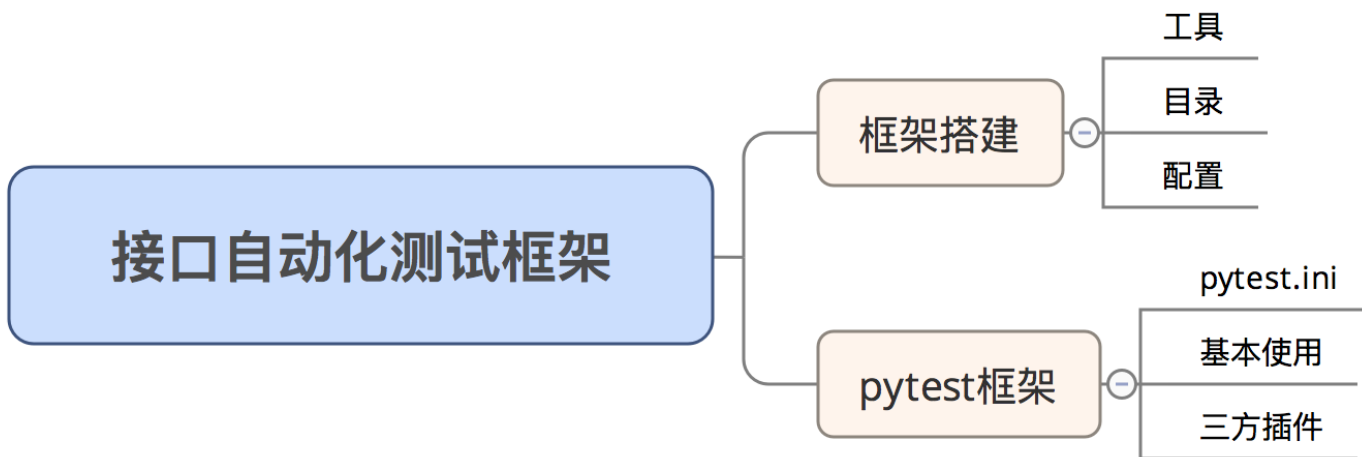 接口自动化测试框架
框架搭建
工具
目录
配置
pytest框架
pytest.ini
基本使用
三方插件